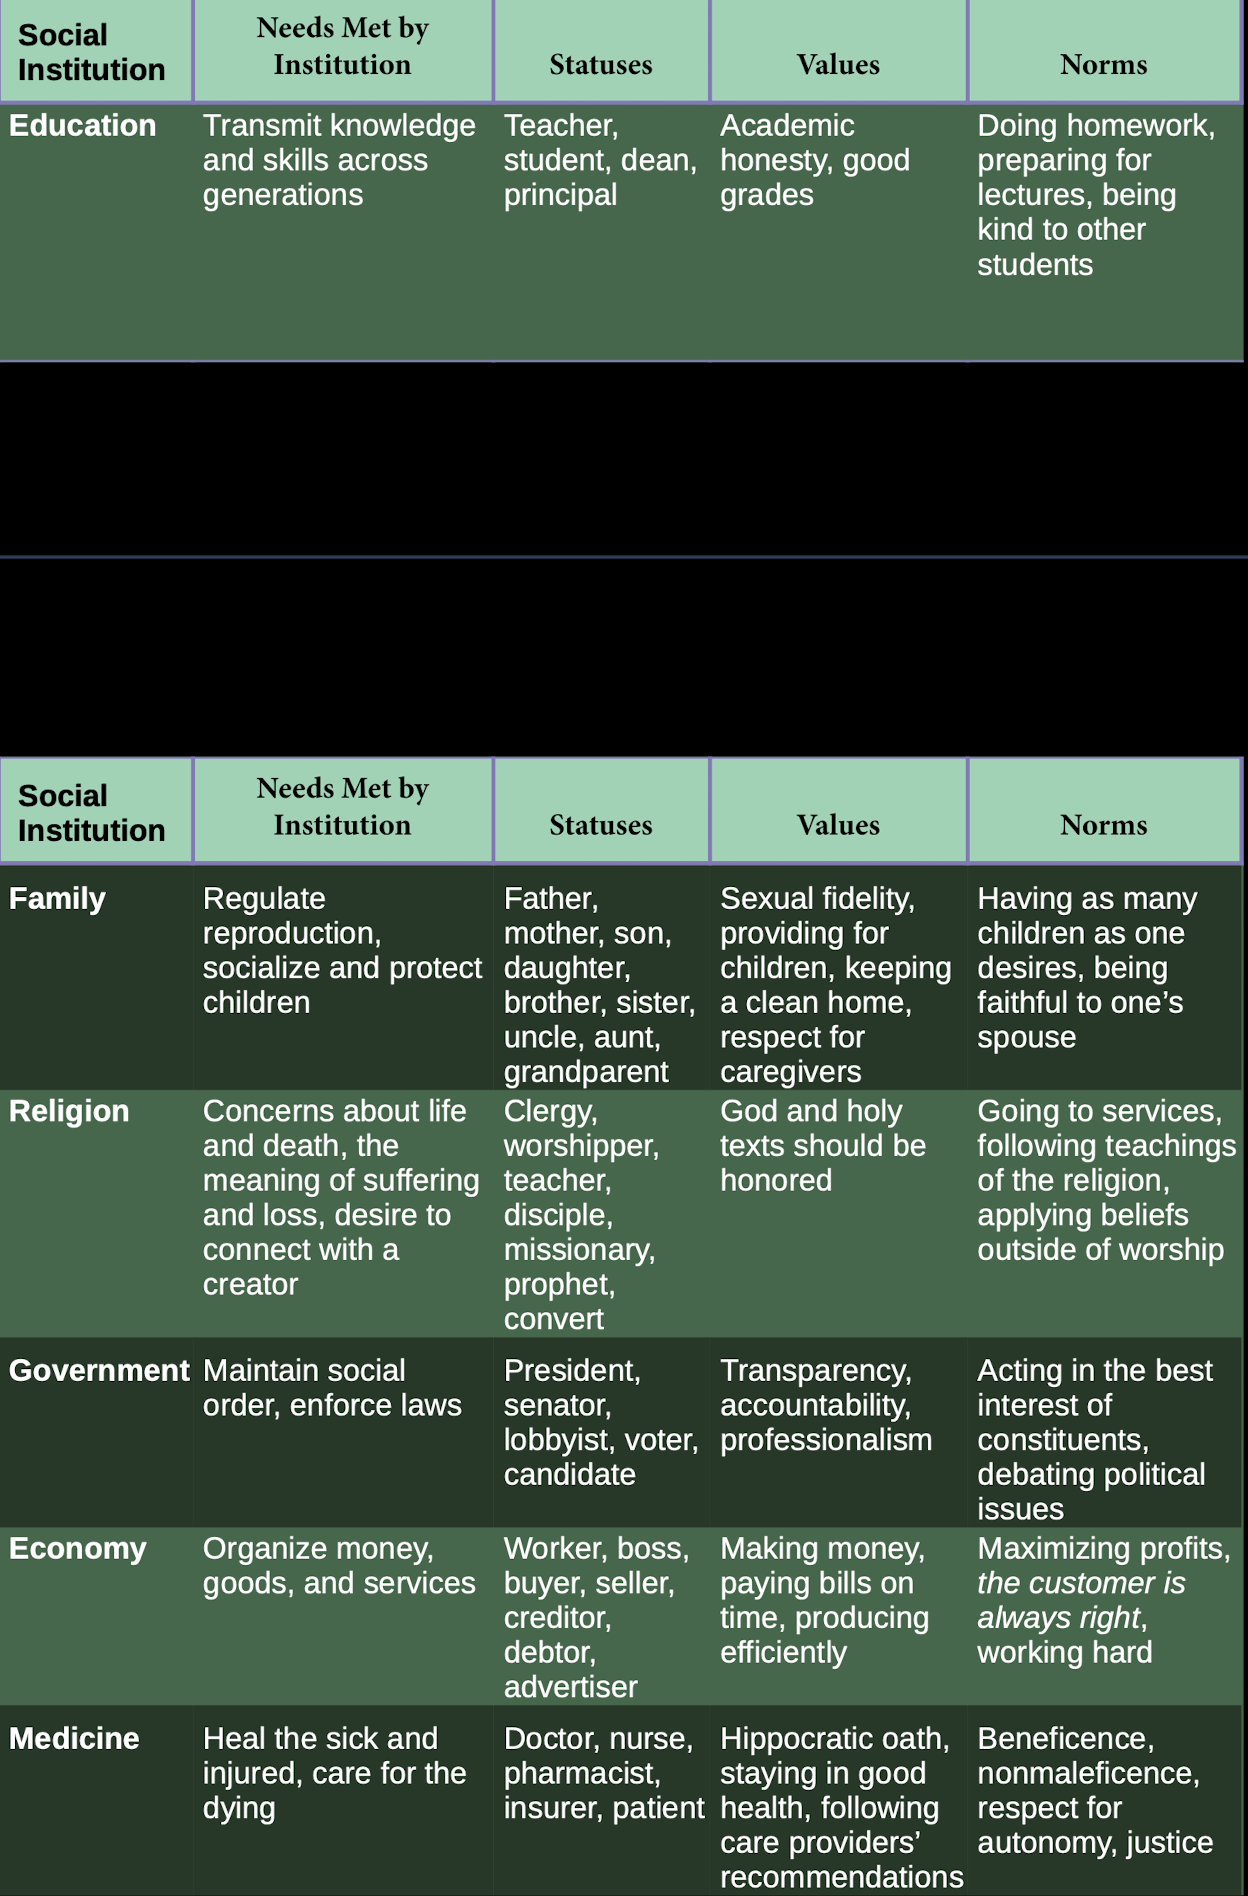 Social
Institution
Needs Met by
Institution
Statuses
Values
Norms
Education
Transmit knowledge
and skills across
generations
Teacher,
student, dean,
principal
Academic
honesty, good
grades
Doing homework,
preparing for
lectures, being
kind to other
students
Social
Institution
Needs Met by
Institution
Statuses
Values
Norms
Family
Regulate
reproduction,
socialize and protect
children
Father,
mother, son,
daughter,
brother, sister,
uncle, aunt,
grandparent
Sexual fidelity,
providing for
children, keeping
a clean home,
respect for
caregivers
Having as many
children as one
desires, being
faithful to one’s
spouse
Religion
Concerns about life
and death, the
meaning of suffering
and loss, desire to
connect with a
creator
Clergy,
worshipper,
teacher,
disciple,
missionary,
prophet,
convert
God and holy
texts should be
honored
Going to services,
following teachings
of the religion,
applying beliefs
outside of worship
Government
Maintain social
order, enforce laws
President,
senator,
lobbyist, voter,
candidate
Transparency,
accountability,
professionalism
Acting in the best
interest of
constituents,
debating political
issues
Economy
Organize money,
goods, and services
Worker, boss,
buyer, seller,
creditor,
debtor,
advertiser
Making money,
paying bills on
time, producing
efficiently
Maximizing profits,
the customer is
always right,
working hard
Medicine
Heal the sick and
injured, care for the
dying
Doctor, nurse,
pharmacist,
insurer, patient
Hippocratic oath,
staying in good
health, following
care providers’
recommendations
Beneficence,
nonmaleficence,
respect for
autonomy, justice